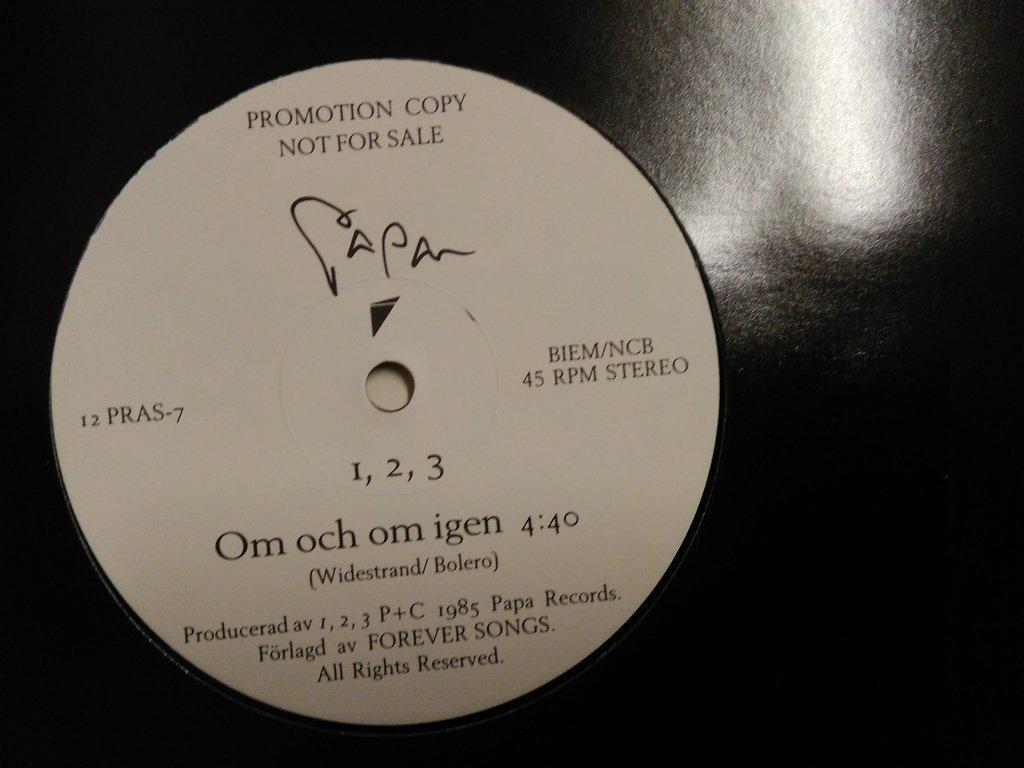 PROMOTION COPY
NOT FOR SALE
Papa
BIEM/NCB
45 RPM STEREO
12 PRAS-7
1, 2, 3
Om och om igen 4:40
(Widestrand/ Bolero)
Producerad av 1, 2, 3 P+C 1985 Papa Records.
Förlagd av FOREVER SONGS.
All Rights Reserved.